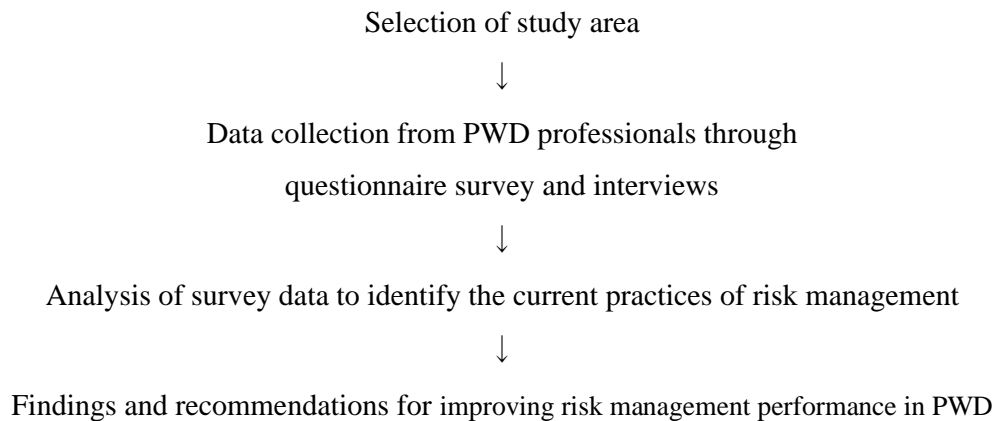 Selection of study area
↓
Data collection from PWD professionals through
questionnaire survey and interviews
↓
Analysis of survey data to identify the current practices of risk management
↓
Findings and recommendations for improving risk management performance in PWD